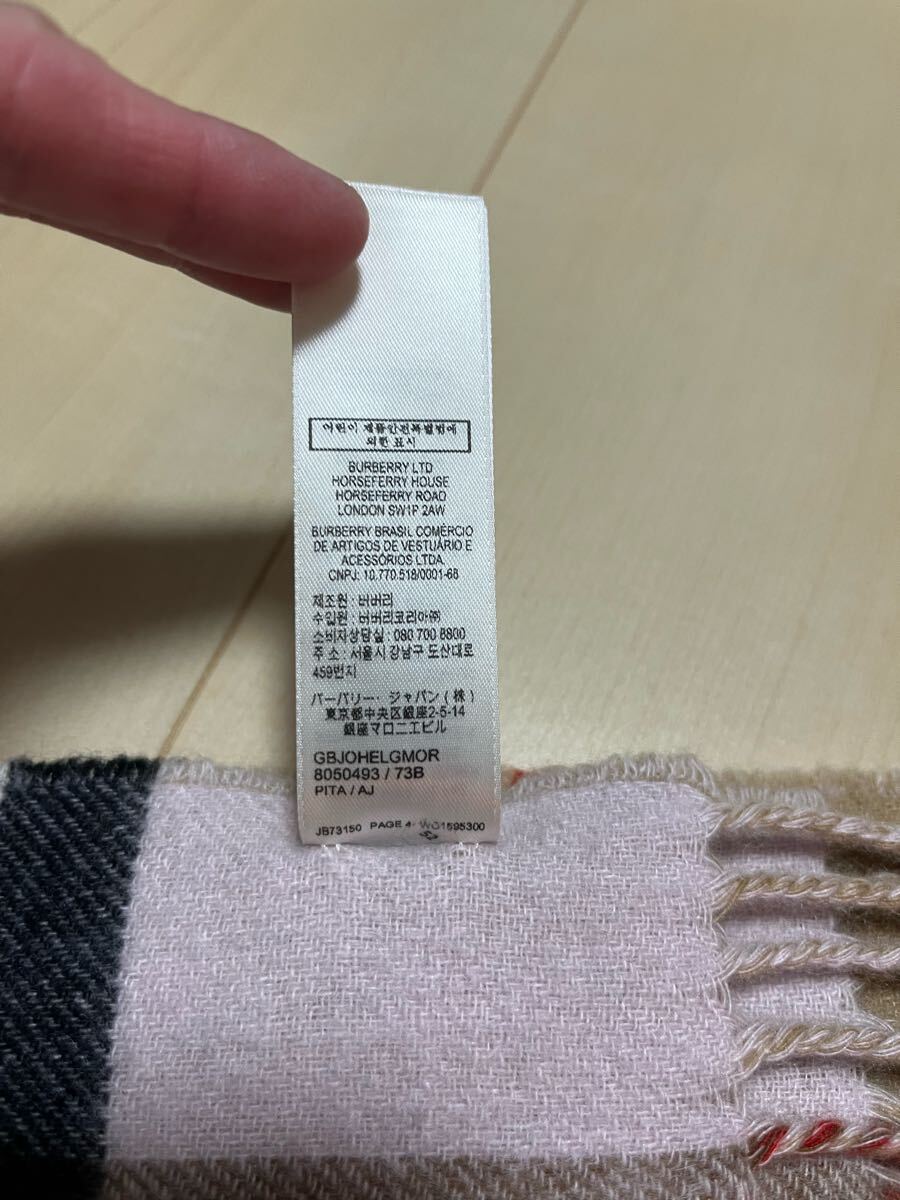 어린이 제품안전특별법에
의한 표시
BURBERRY LTD
HORSEFERRY HOUSE
HORSEFERRY ROAD
LONDON SW1P 2AW
BURBERRY BRASIL COMÉRCIO
DE ARTIGOS DE VESTUÁRIO E
ACESSÓRIOS LTDA
CNPJ: 10.770.518/0001-68
제조원 : 버버리
수입원 : 버버리코리아㈜
소비자상담실 : 080 700 8800
주 소 : 서울시 강남구 도산대로
459번지
バーバリー・ジャパン(株)
東京都中央区銀座2-5-14
銀座マロニエビル
GBJOHELGMOR
8050493 / 73B
PITA / AJ
JB73150 PAGE 4- WO1595300